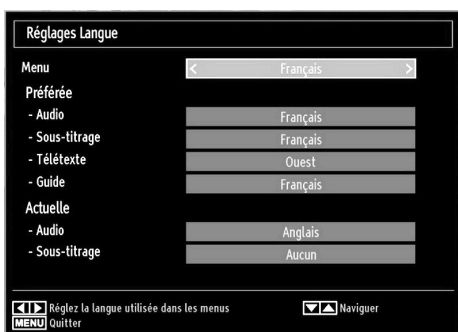 Réglages Langue
Menu Français
Préférée
- Audio Français
- Sous-titrage Français
- Télétexte Ouest
- Guide Français
Actuelle
- Audio Anglais
- Sous-titrage Aucun
Réglez la langue utilisée dans les menus Naviguer
MENU Quitter